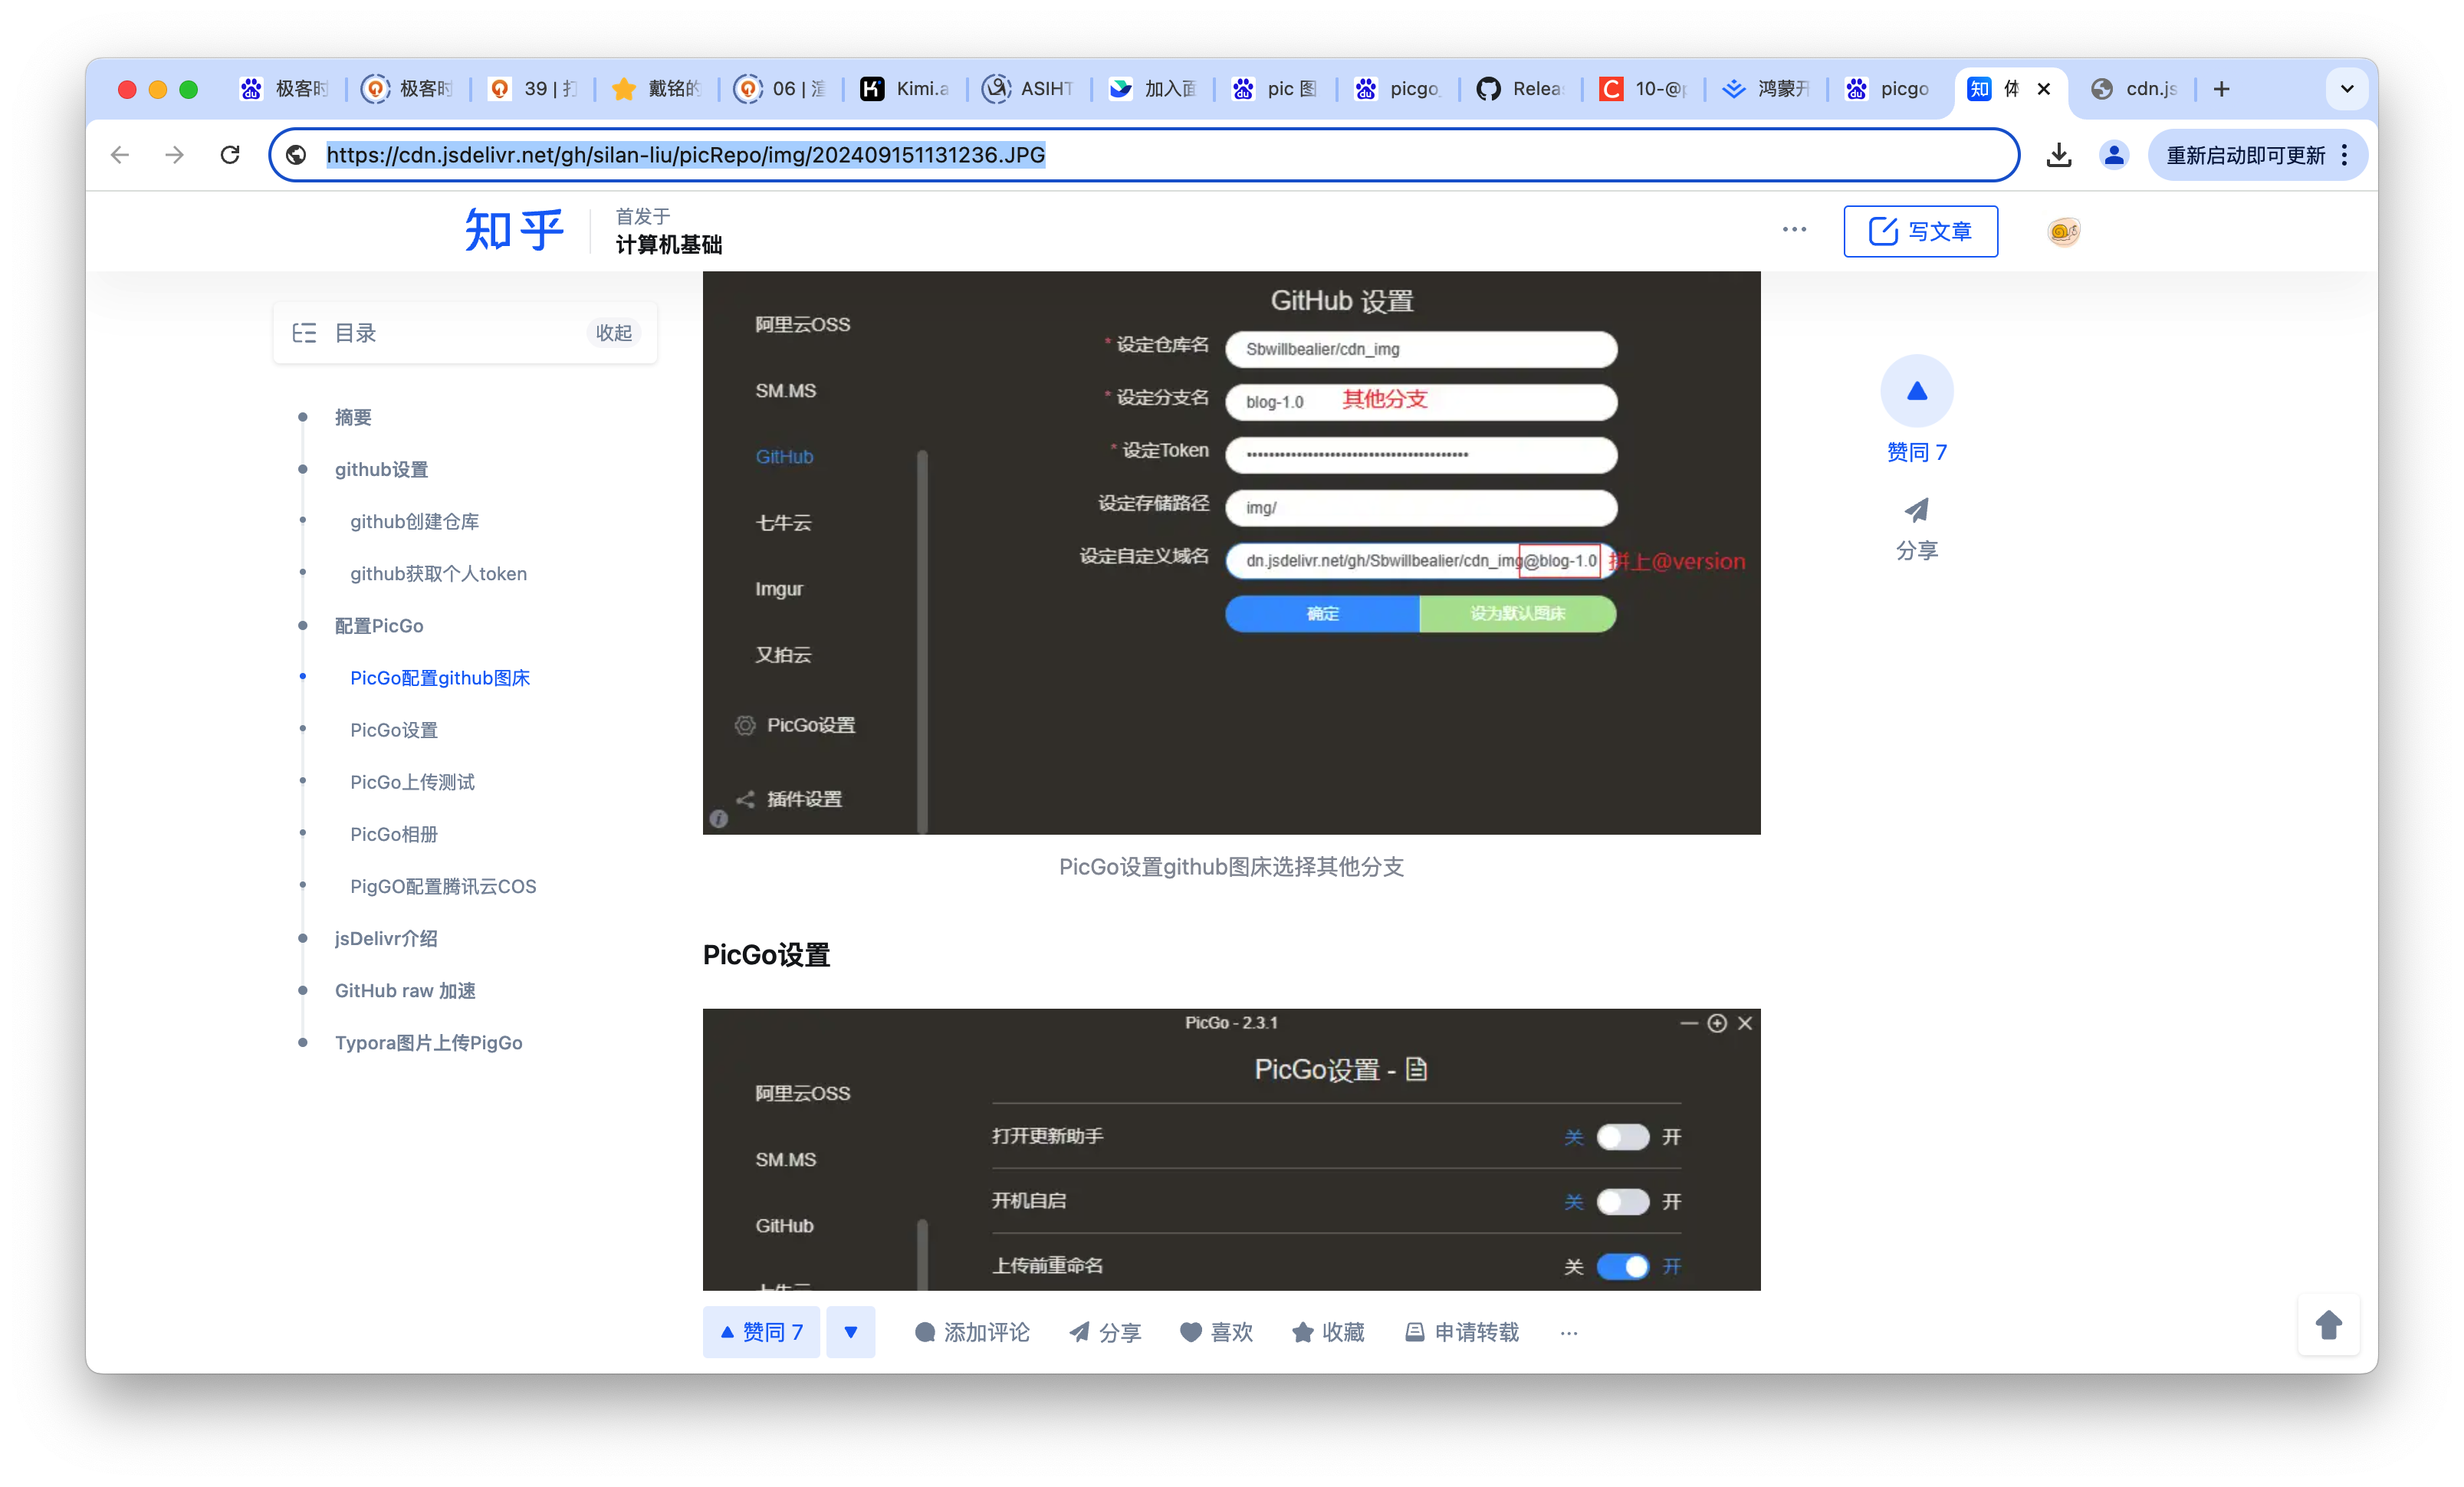 极客时
极客时
39 | 打
戴铭的
06 | 渲
Kimi.a
ASIHT
加入面
pic 图
picgo_
Relea
10-@p
鸿蒙开
picgo
体
cdn.js
https://cdn.jsdelivr.net/gh/silan-liu/picRepo/img/202409151131236.JPG
重新启动即可更新
知乎
首发于
计算机基础
写文章
目录
收起
摘要
github设置
github创建仓库
github获取个人token
配置PicGo
PicGo配置github图床
PicGo设置
PicGo上传测试
PicGo相册
PigGO配置腾讯云COS
jsDelivr介绍
GitHub raw 加速
Typora图片上传PigGo
阿里云OSS
SM.MS
GitHub
七牛云
Imgur
又拍云
PicGo设置
插件设置
GitHub 设置
* 设定仓库名 Sbwillbealier/cdn_img
* 设定分支名 blog-1.0 其他分支
* 设定Token ••••••••••••••••••••••••••••••••••••••••
设定存储路径 img/
设定自定义域名 dn.jsdelivr.net/gh/Sbwillbealier/cdn_img@blog-1.0 拼上@version
确定 设为默认图床
PicGo设置github图床选择其他分支
PicGo设置
PicGo - 2.3.1
PicGo设置 -
阿里云OSS
SM.MS
GitHub
打开更新助手 关 开
开机自启 关 开
上传前重命名 关 开
赞同 7
分享
赞同 7
添加评论
分享
喜欢
收藏
申请转载